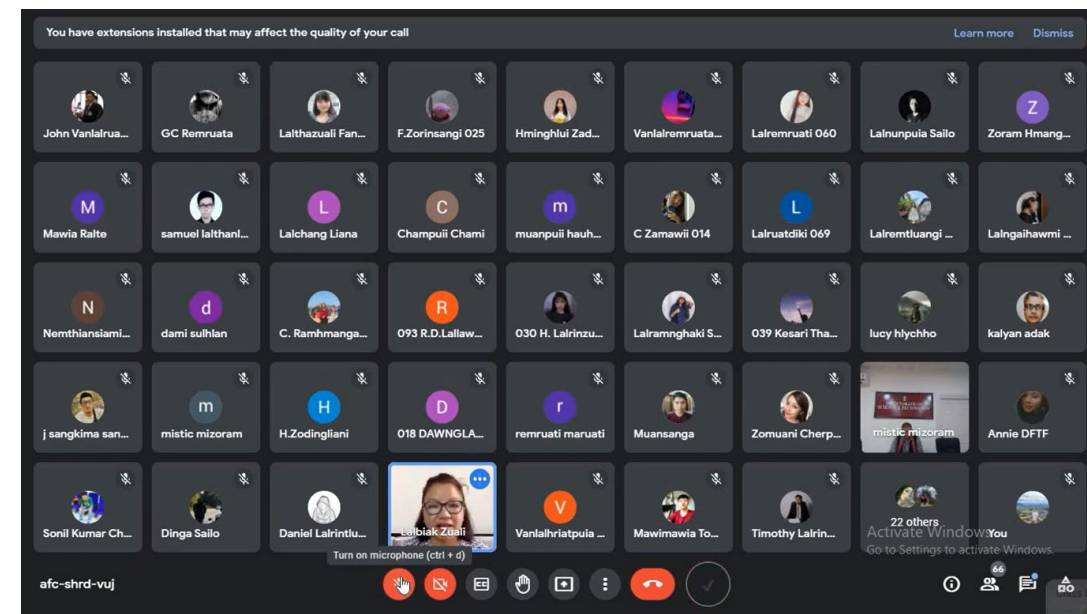 You have extensions installed that may affect the quality of your call
Learn more Dismiss
John Vanlalrua... GC Remruata Lalthazuali Fan... F.Zorinsangi 025 Hminghlui Zad... Vanlalremruata... Lalremruati 060 Lalnunpuia Sailo Z Zoram Hmang...
M Mawia Ralte samuel lalthanl... L Lalchang Liana C Champuii Chami m muanpuii hauh... C Zamawii 014 L Lalruatdiki 069 Lalremtluangi ... Lalngaihawmi ...
N Nemthiansiami... d dami sulhlan C. Ramhmanga... R 093 R.D.Lallaw... 030 H. Lalrinzu... Lalramnghaki S... 039 Kesari Tha... lucy hlychho kalyan adak
j sangkima san... m mistic mizoram H H.Zodingliani D 018 DAWNGLA... r remruati maruati Muansanga Zomuani Cherp... mistic mizoram Annie DFTF
Sonil Kumar Ch... Dinga Sailo Daniel Lalrintlu... Lalbiak Zuali V Vanlalhriatpuia ... Mawimawia To... Timothy Lalrin... 22 others You
Activate Windows
Go to Settings to activate Windows.
Turn on microphone (ctrl + d)
afc-shrd-vuj
66